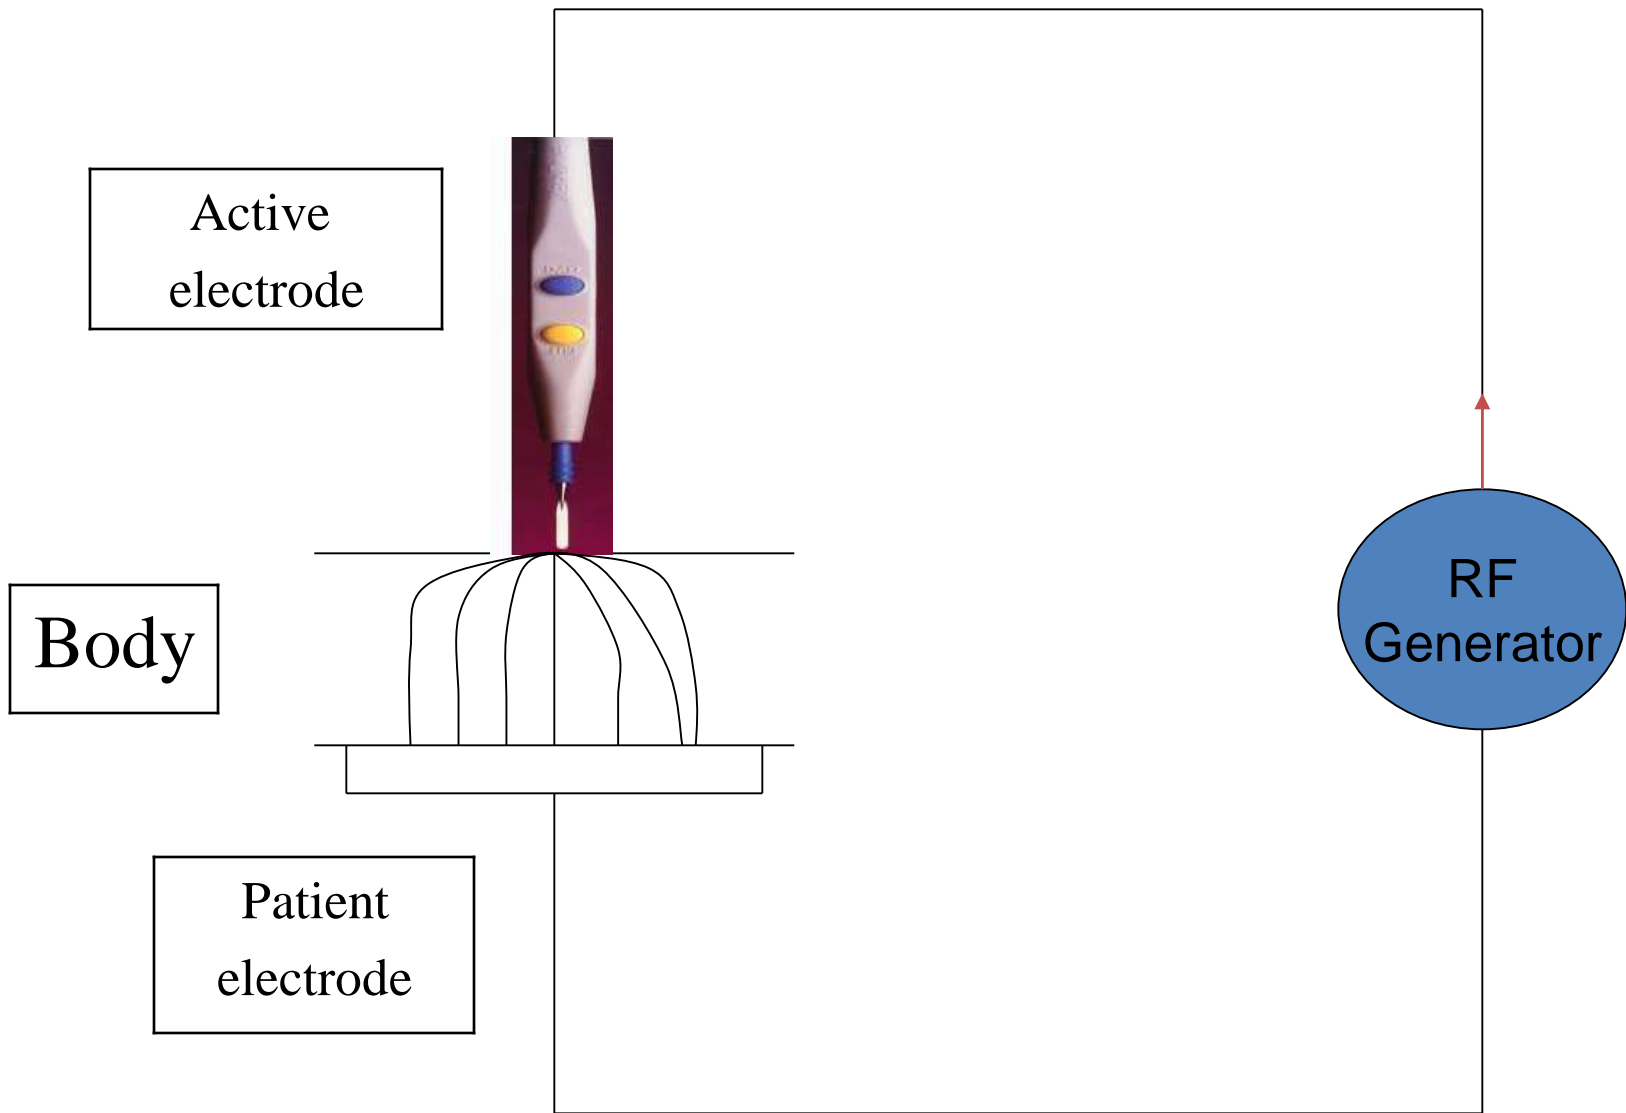 Active
electrode
Body
RF
Generator
Patient
electrode